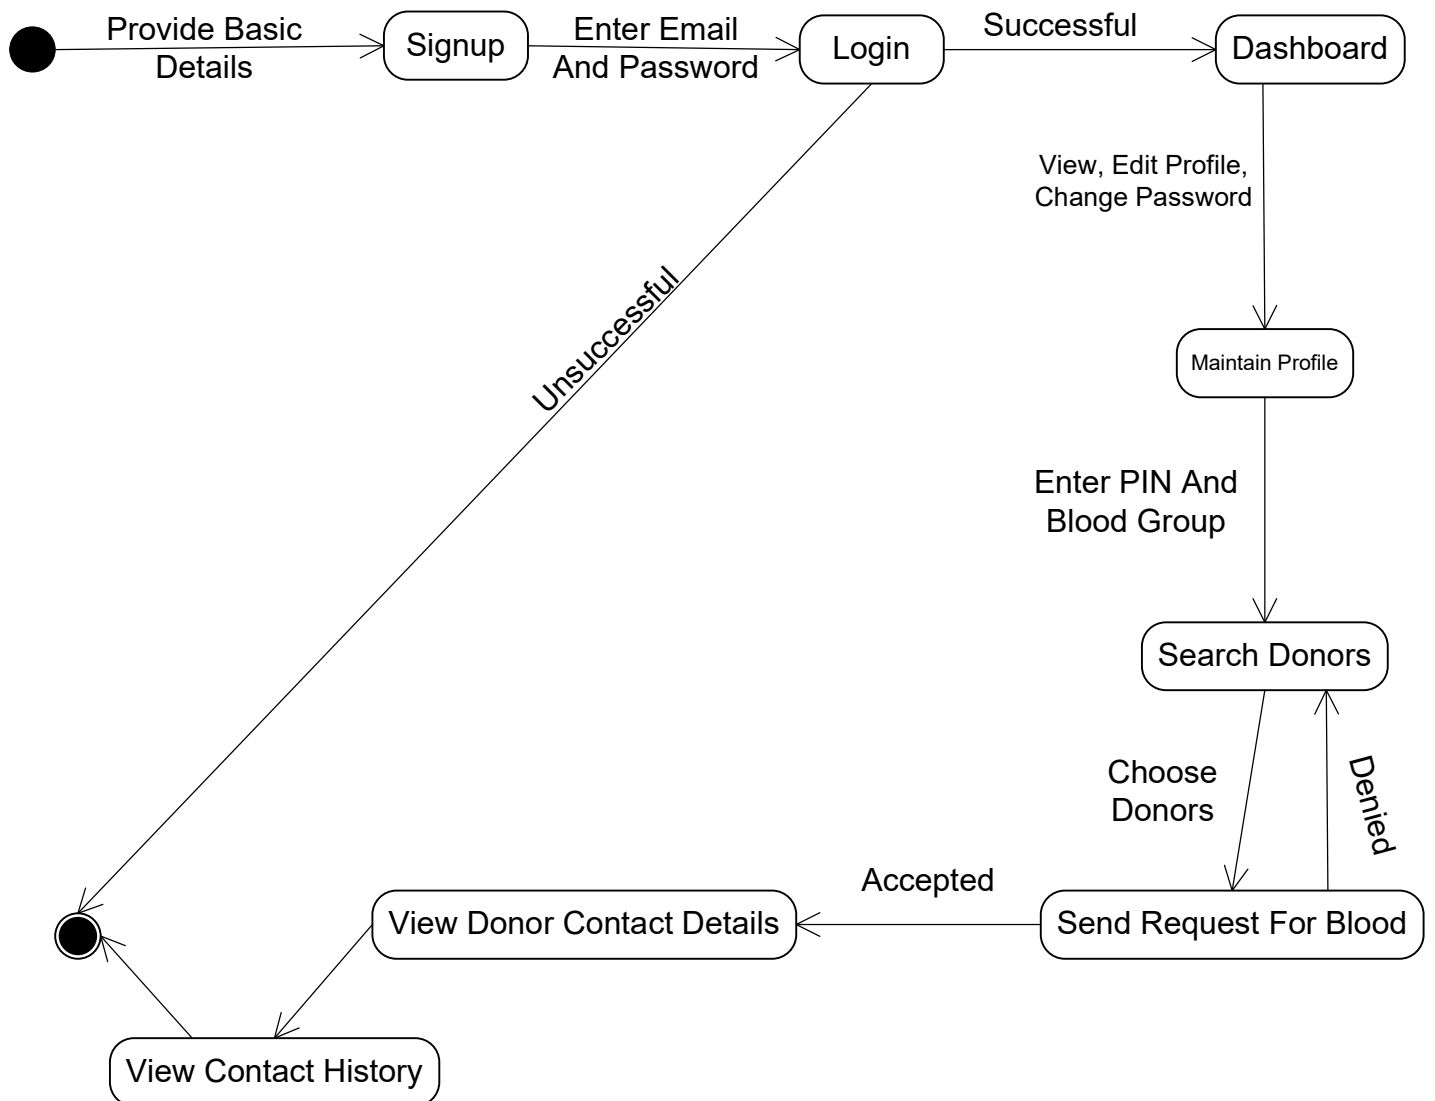 Provide Basic
Details
Signup
Enter Email
And Password
Login
Successful
Dashboard
View, Edit Profile,
Change Password
Unsuccessful
Maintain Profile
Enter PIN And
Blood Group
Search Donors
Choose
Donors
Denied
Accepted
View Donor Contact Details
Send Request For Blood
View Contact History